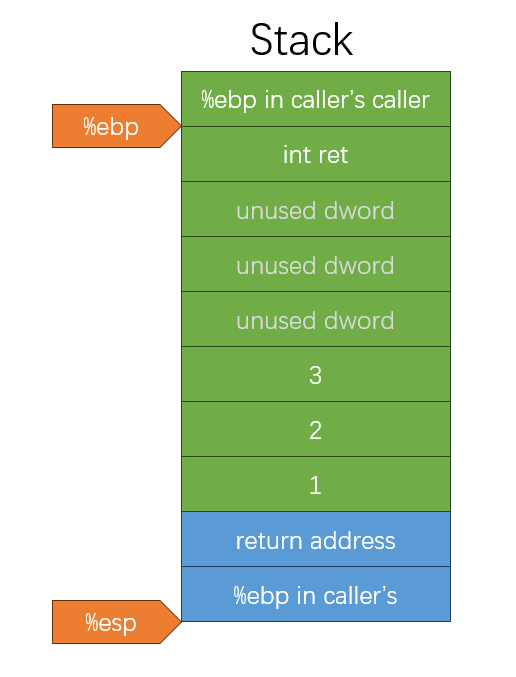 Stack
%ebp in caller's caller
%ebp
int ret
unused dword
unused dword
unused dword
3
2
1
return address
%ebp in caller's
%esp